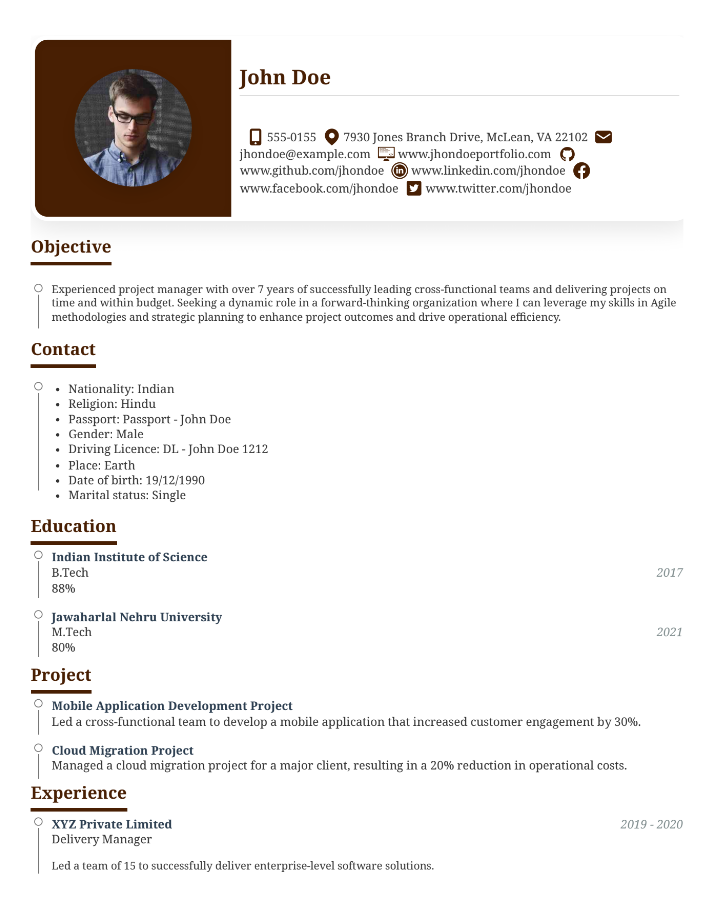 John Doe
555-0155 7930 Jones Branch Drive, McLean, VA 22102
jhondoe@example.com www.jhondoeportfolio.com
www.github.com/jhondoe www.linkedin.com/jhondoe
www.facebook.com/jhondoe www.twitter.com/jhondoe
Objective
Experienced project manager with over 7 years of successfully leading cross-functional teams and delivering projects on
time and within budget. Seeking a dynamic role in a forward-thinking organization where I can leverage my skills in Agile
methodologies and strategic planning to enhance project outcomes and drive operational efficiency.
Contact
• Nationality: Indian
• Religion: Hindu
• Passport: Passport - John Doe
• Gender: Male
• Driving Licence: DL - John Doe 1212
• Place: Earth
• Date of birth: 19/12/1990
• Marital status: Single
Education
Indian Institute of Science
B.Tech 2017
88%
Jawaharlal Nehru University
M.Tech 2021
80%
Project
Mobile Application Development Project
Led a cross-functional team to develop a mobile application that increased customer engagement by 30%.
Cloud Migration Project
Managed a cloud migration project for a major client, resulting in a 20% reduction in operational costs.
Experience
XYZ Private Limited 2019 - 2020
Delivery Manager
Led a team of 15 to successfully deliver enterprise-level software solutions.